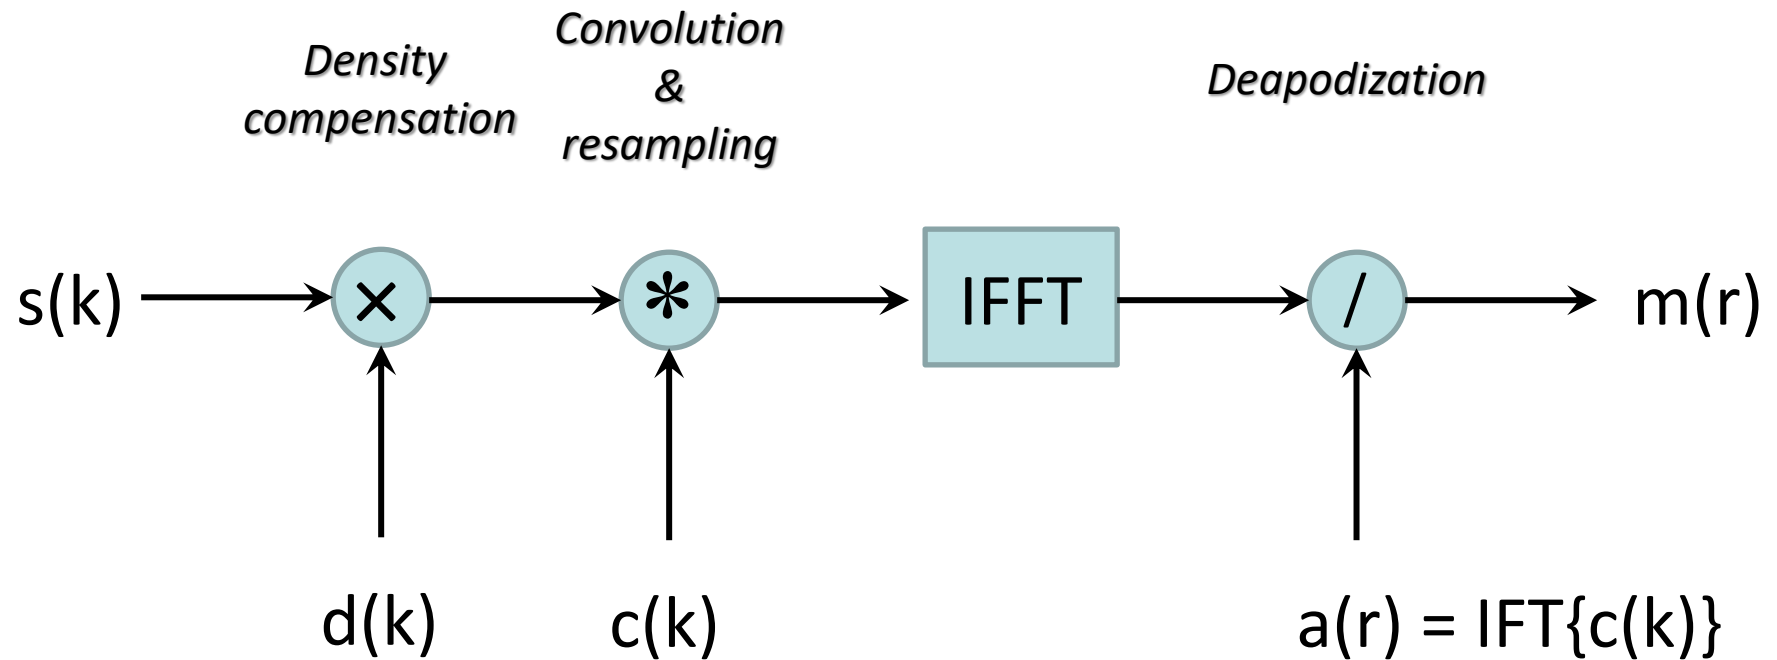 Density
compensation
Convolution
&
resampling
Deapodization
s(k)
×
*
IFFT
/
m(r)
d(k)
c(k)
a(r) = IFT{c(k)}